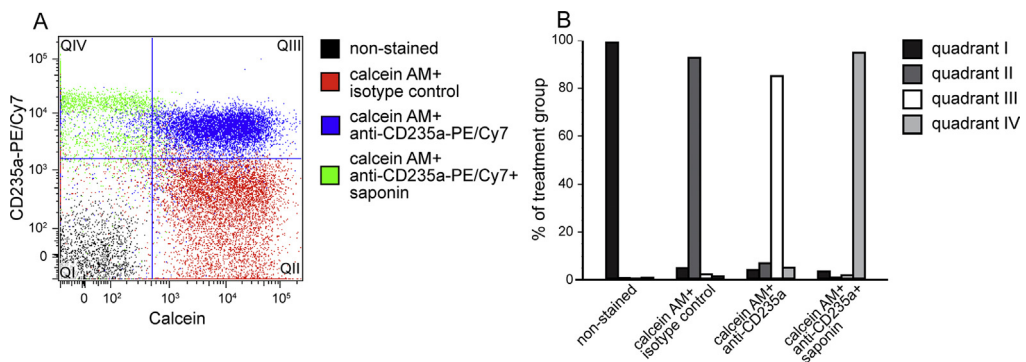 A
QIV
QIII
10⁵
10⁴
10³
10²
0
CD235a-PE/Cy7
QI
QII
0
10²
10³
10⁴
10⁵
Calcein
non-stained
calcein AM+
isotype control
calcein AM+
anti-CD235a-PE/Cy7
calcein AM+
anti-CD235a-PE/Cy7+
saponin
B
100
80
60
40
20
0
% of treatment group
non-stained
calcein AM+
isotype control
calcein AM+
anti-CD235a
calcein AM+
anti-CD235a+
saponin
quadrant I
quadrant II
quadrant III
quadrant IV